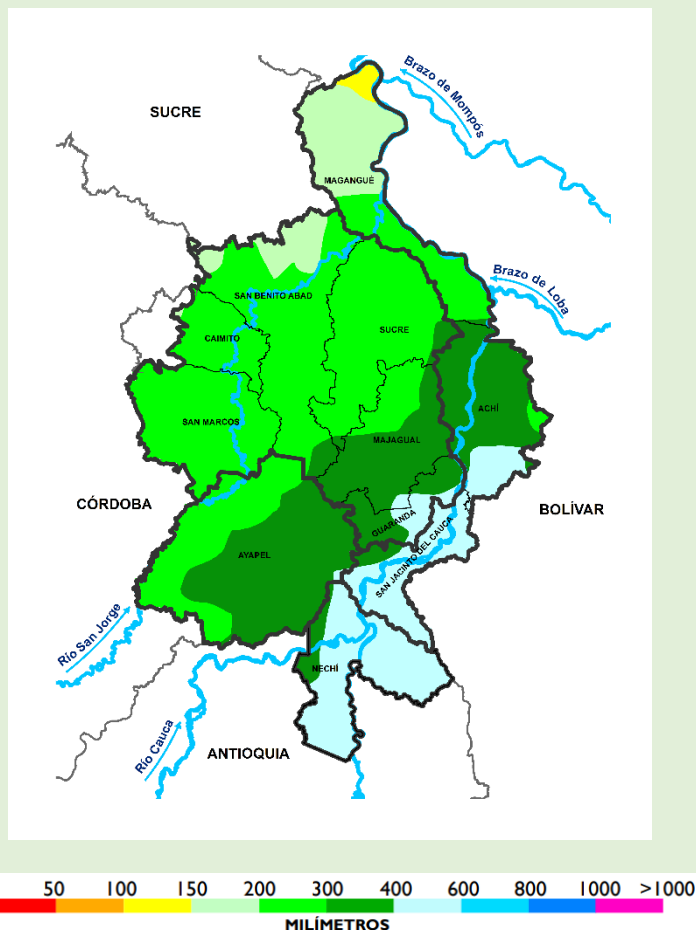 Brazo de Mompós
SUCRE
MAGANGUÉ
Brazo de Loba
SAN BENITO ABAD
SUCRE
CAIMITO
ACHÍ
SAN MARCOS
MAJAGUAL
CÓRDOBA
BOLÍVAR
GUARANDA
AYAPEL
SAN JACINTO DEL CAUCA
Río San Jorge
NECHÍ
Río Cauca
ANTIOQUIA
50 100 150 200 300 400 600 800 1000 >1000
MILÍMETROS